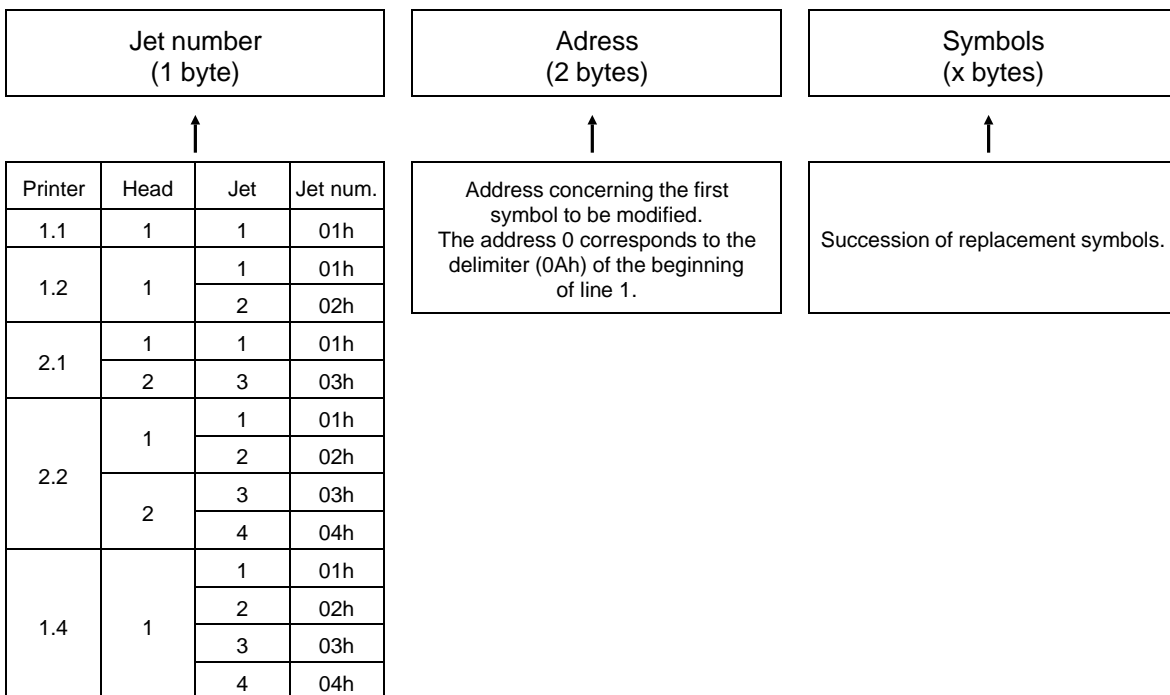 Jet number
(1 byte)
Adress
(2 bytes)
Symbols
(x bytes)
Printer Head Jet Jet num.
1.1 1 1 01h
1.2 1 1 01h
2 02h
2.1 1 1 01h
2 3 03h
2.2 1 1 01h
2 02h
2 3 03h
4 04h
1.4 1 1 01h
2 02h
3 03h
4 04h
Address concerning the first
symbol to be modified.
The address 0 corresponds to the
delimiter (0Ah) of the beginning
of line 1.
Succession of replacement symbols.